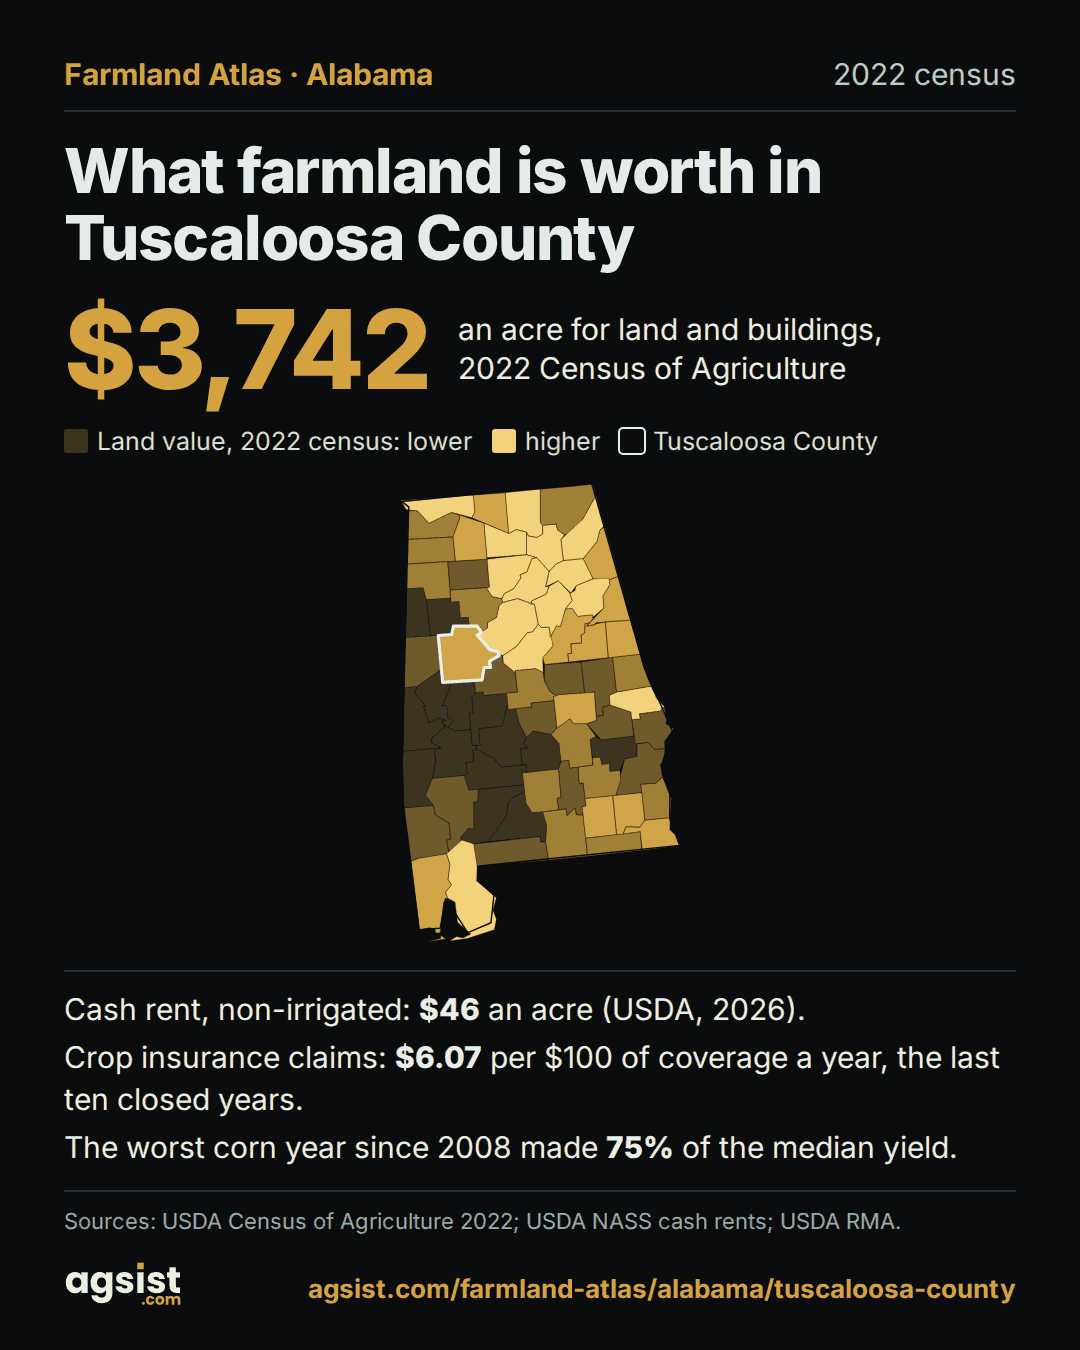 Farmland Atlas · Alabama
2022 census
What farmland is worth in
Tuscaloosa County
$3,742
an acre for land and buildings,
2022 Census of Agriculture
Land value, 2022 census: lower
higher
Tuscaloosa County
Cash rent, non-irrigated: $46 an acre (USDA, 2026).
Crop insurance claims: $6.07 per $100 of coverage a year, the last
ten closed years.
The worst corn year since 2008 made 75% of the median yield.
Sources: USDA Census of Agriculture 2022; USDA NASS cash rents; USDA RMA.
agsist
.com
agsist.com/farmland-atlas/alabama/tuscaloosa-county